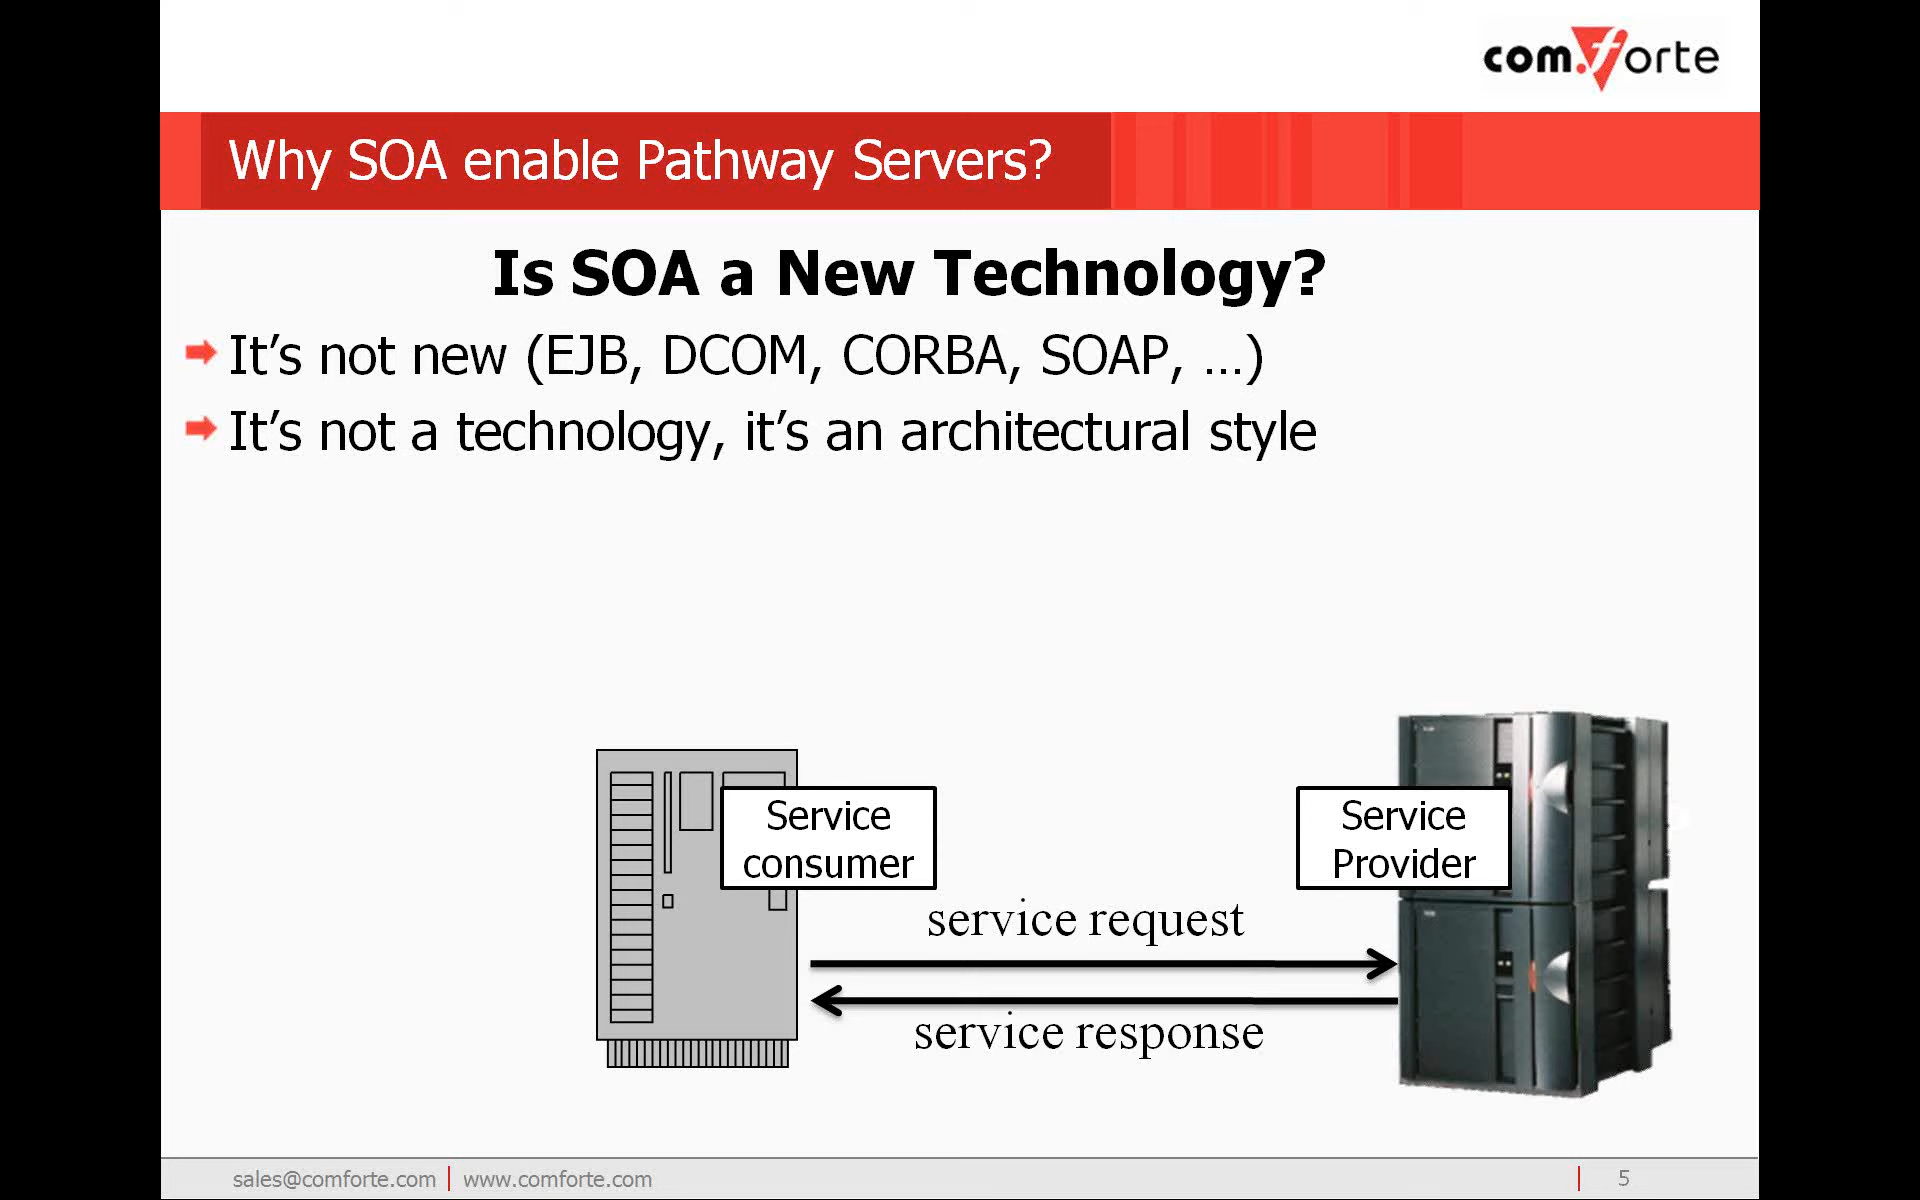 com.forte
Why SOA enable Pathway Servers?
Is SOA a New Technology?
It’s not new (EJB, DCOM, CORBA, SOAP, ...)
It’s not a technology, it’s an architectural style
Service
consumer
Service
Provider
service request
service response
sales@comforte.com | www.comforte.com
5